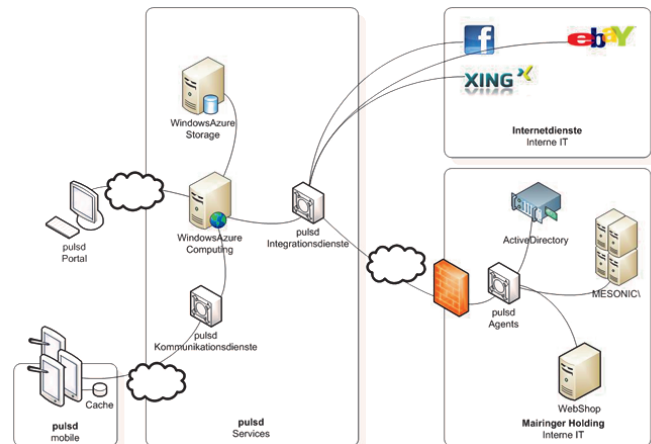 WindowsAzure
Storage
pulsd
Portal
WindowsAzure
Computing
pulsd
Integrationsdienste
pulsd
Kommunikationsdienste
Cache
pulsd
mobile
pulsd
Services
f
ebaY
XING
Internetdienste
Interne IT
ActiveDirectory
MESONIC\
pulsd
Agents
WebShop
Mairinger Holding
Interne IT